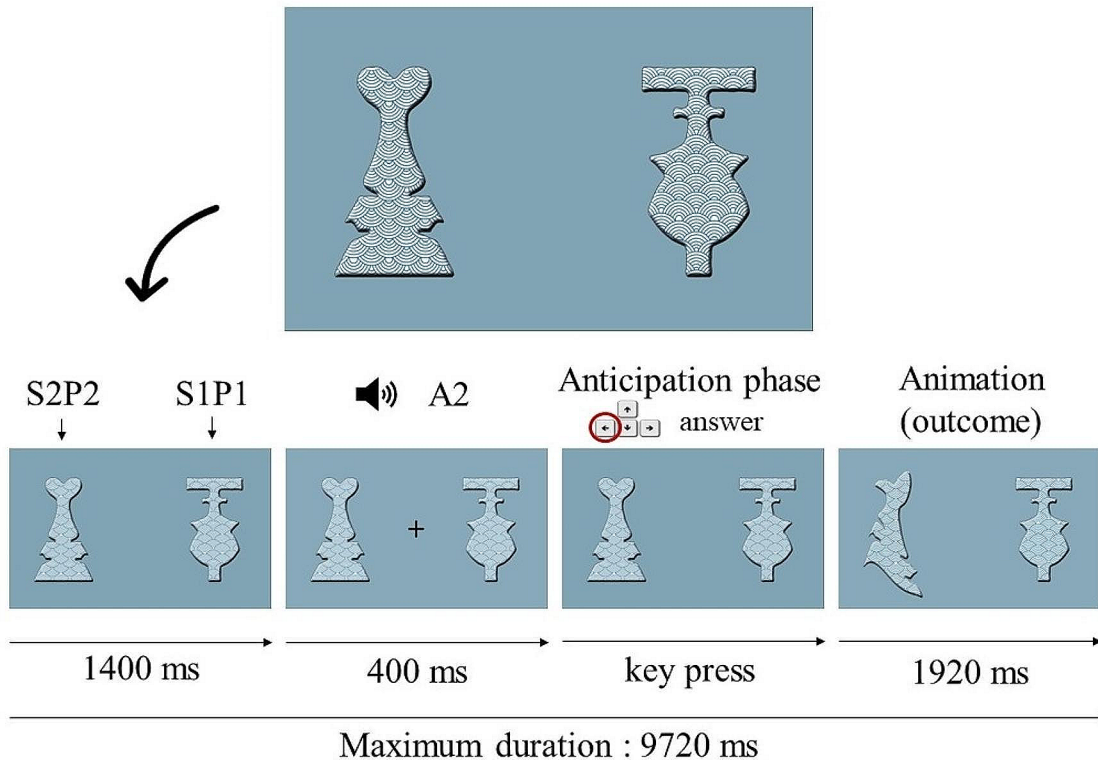 S2P2
S1P1
A2
Anticipation phase
answer
Animation
(outcome)
+
1400 ms
400 ms
key press
1920 ms
Maximum duration : 9720 ms